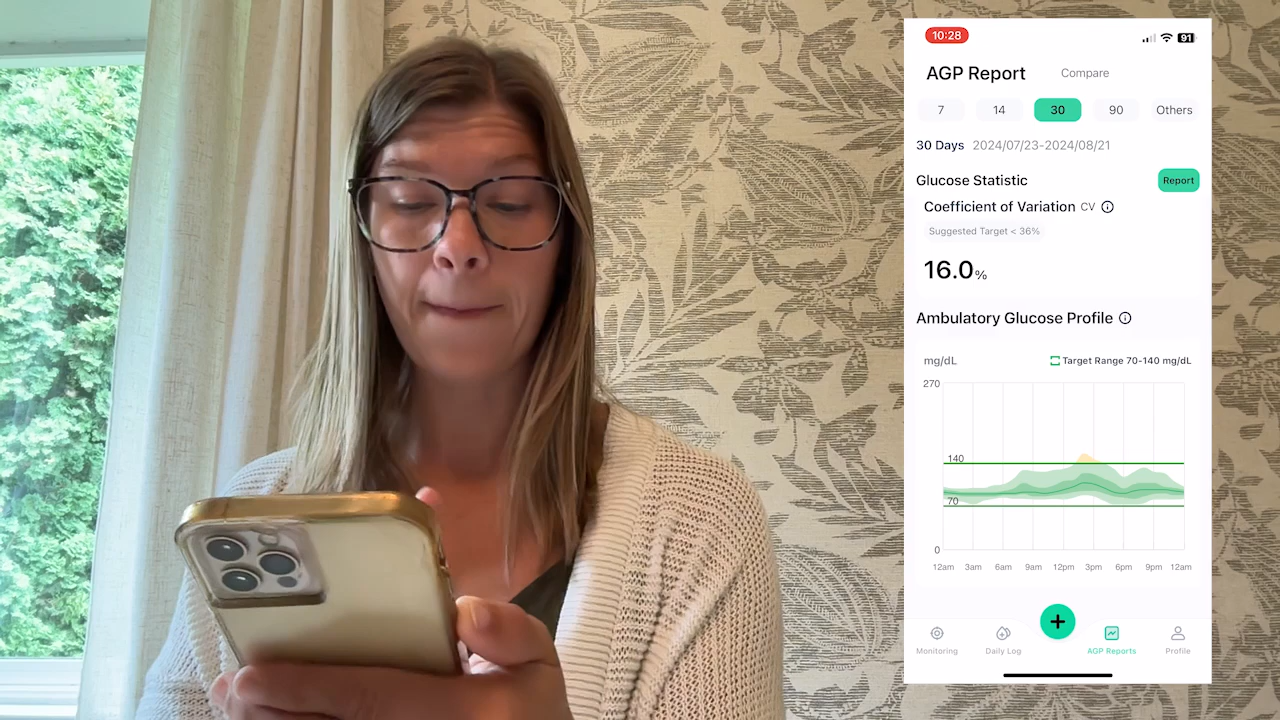 10:28
91
AGP Report Compare
7 14 30 90 Others
30 Days 2024/07/23-2024/08/21
Glucose Statistic Report
Coefficient of Variation CV
Suggested Target < 36%
16.0%
Ambulatory Glucose Profile
mg/dL Target Range 70-140 mg/dL
270
140
70
0
12am 3am 6am 9am 12pm 3pm 6pm 9pm 12am
Monitoring Daily Log AGP Reports Profile